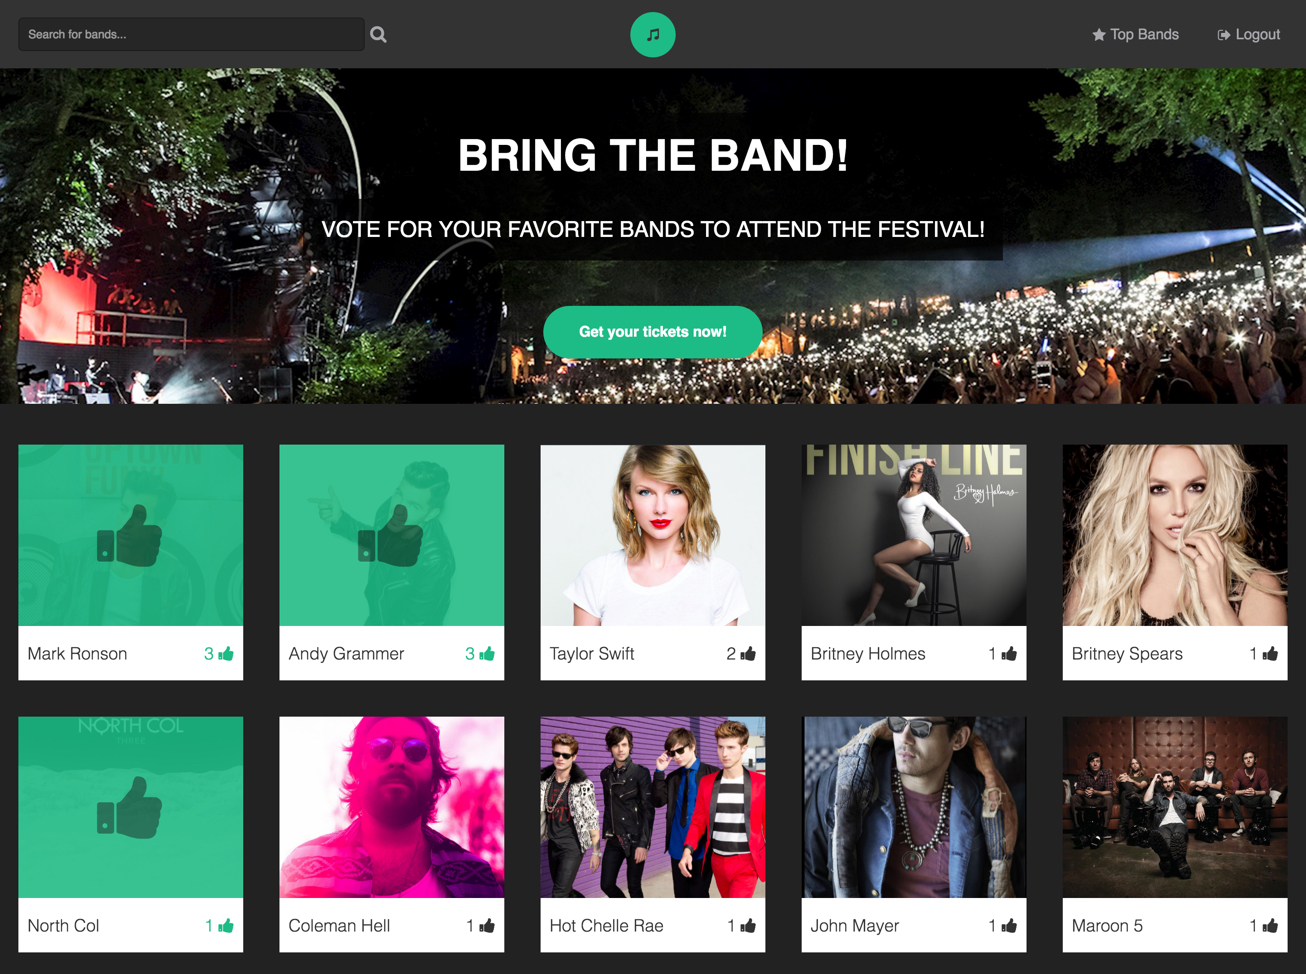 Search for bands...
Top Bands
Logout
BRING THE BAND!
VOTE FOR YOUR FAVORITE BANDS TO ATTEND THE FESTIVAL!
Get your tickets now!
UPTOWN
FUNK!
FINISH LINE
Britney Holmes
Mark Ronson 3
Andy Grammer 3
Taylor Swift 2
Britney Holmes 1
Britney Spears 1
NORTH COL
THREE
North Col 1
Coleman Hell 1
Hot Chelle Rae 1
John Mayer 1
Maroon 5 1